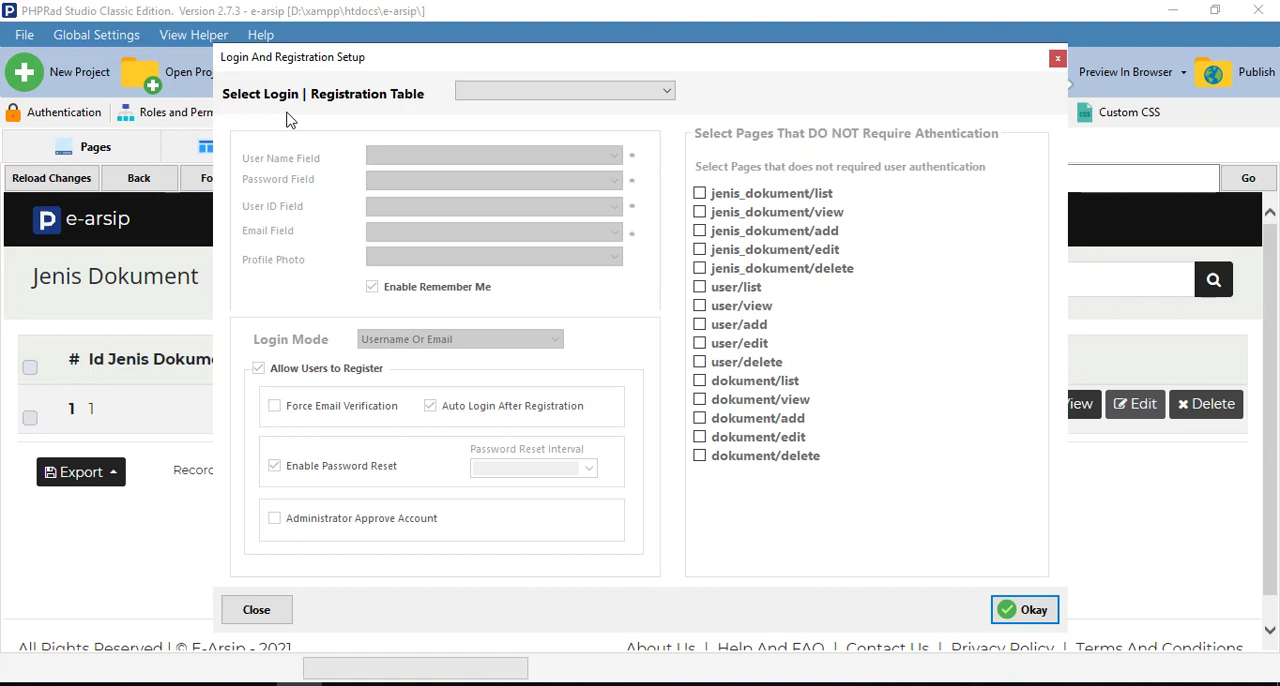 PHPRad Studio Classic Edition. Version 2.7.3 - e-arsip [D:\xampp\htdocs\e-arsip\]
File Global Settings View Helper Help
New Project Open Proj Preview In Browser Publish
Authentication Roles and Perm Custom CSS
Pages
Reload Changes Back Fo Go
e-arsip
Jenis Dokument
# Id Jenis Dokume
1 1
View Edit Delete
Export Record
All Rights Reserved | © E-Arsip - 2021 About Us | Help And FAQ | Contact Us | Privacy Policy | Terms And Conditions
Login And Registration Setup
x
Select Login | Registration Table
User Name Field *
Password Field *
User ID Field *
Email Field *
Profile Photo
Enable Remember Me
Login Mode Username Or Email
Allow Users to Register
Force Email Verification Auto Login After Registration
Password Reset Interval
Enable Password Reset
Administrator Approve Account
Select Pages That DO NOT Require Athentication
Select Pages that does not required user authentication
jenis_dokument/list
jenis_dokument/view
jenis_dokument/add
jenis_dokument/edit
jenis_dokument/delete
user/list
user/view
user/add
user/edit
user/delete
dokument/list
dokument/view
dokument/add
dokument/edit
dokument/delete
Close Okay